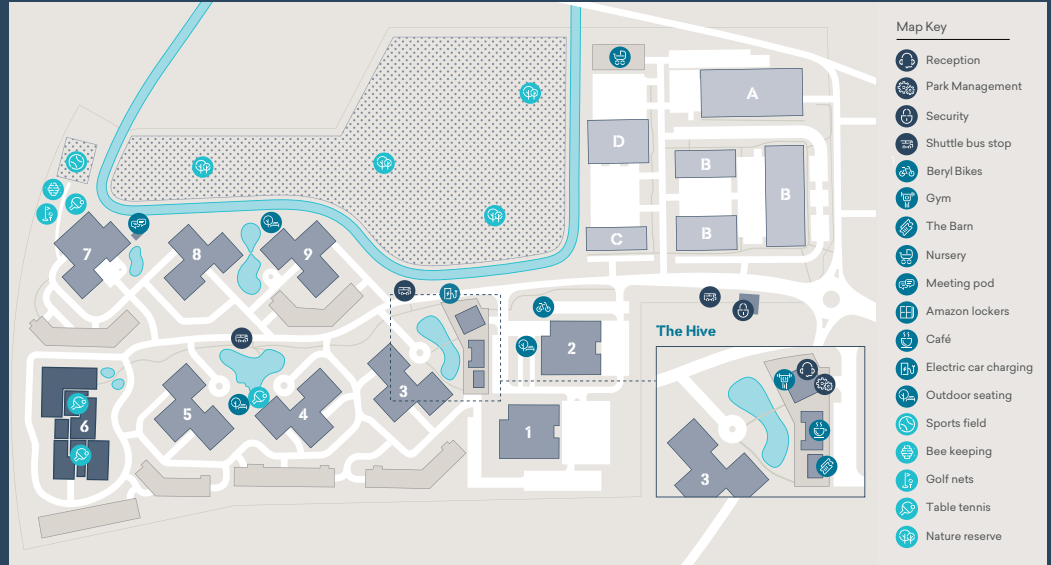 Map Key
Reception
Park Management
Security
Shuttle bus stop
Beryl Bikes
Gym
The Barn
Nursery
Meeting pod
Amazon lockers
Café
Electric car charging
Outdoor seating
Sports field
Bee keeping
Golf nets
Table tennis
Nature reserve
A
D
B
B
B
C
7
8
9
The Hive
2
3
5
4
6
1
3